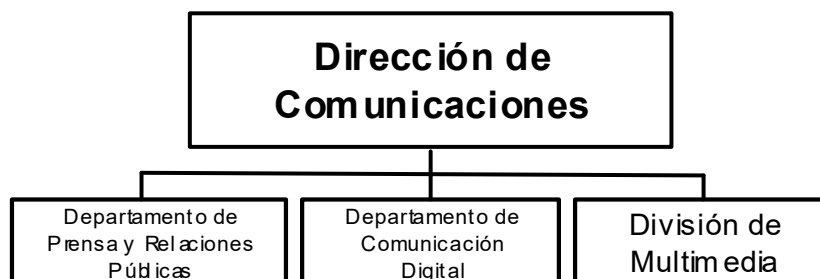 Dirección de
Comunicaciones
Departamento de
Prensa y Relaciones
Públicas
Departamento de
Comunicación
Digital
División de
Multimedia